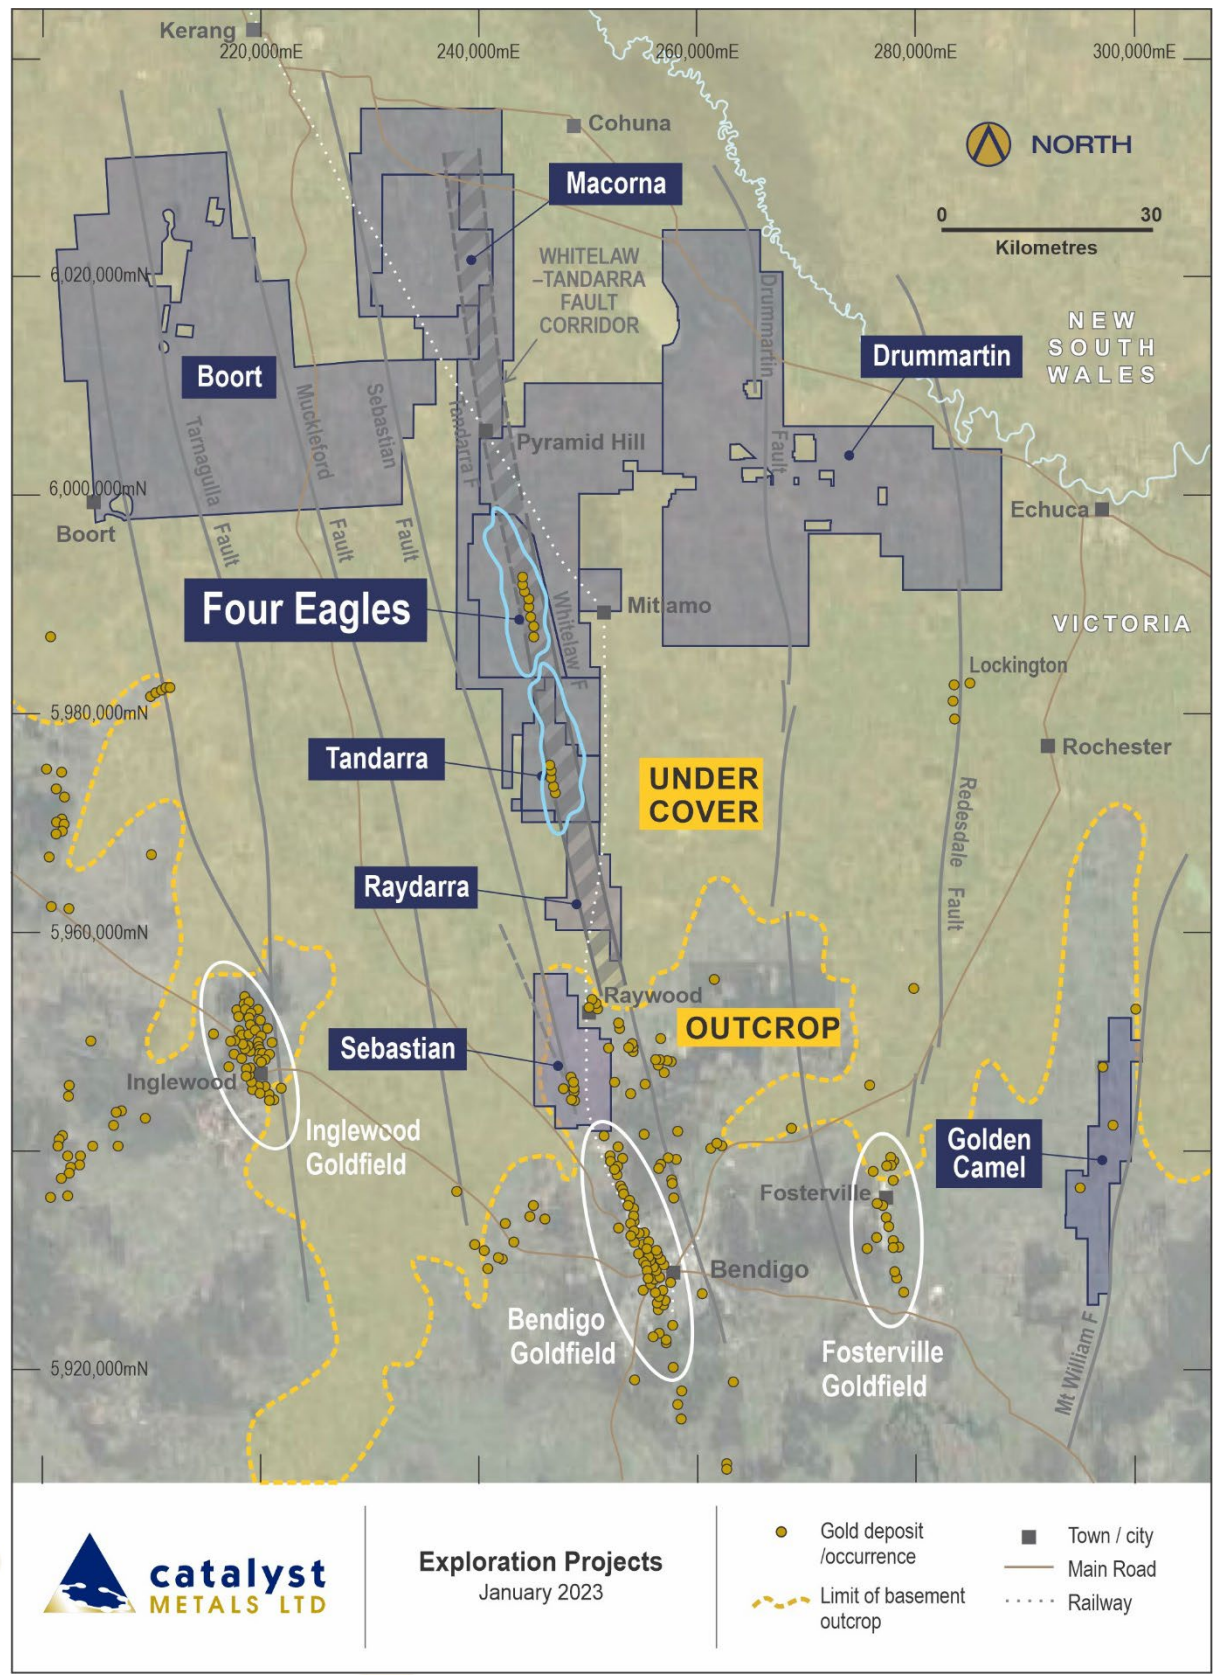 Kerang
220,000mE
240,000mE
260,000mE
280,000mE
300,000mE
Cohuna
NORTH
Macorna
0 30
Kilometres
WHITELAW
–TANDARRA
FAULT
CORRIDOR
6,020,000mN
Drummartin
Fault
NEW
SOUTH
WALES
Drummartin
Boort
Tarnagulla
Fault
Muckleford
Fault
Sebastian
Fault
Tandarra F
Pyramid Hill
6,000,000mN
Boort
Echuca
Four Eagles
Whitelaw F
Mitiamo
VICTORIA
Lockington
5,980,000mN
Rochester
Tandarra
UNDER
COVER
Redesdale
Fault
Raydarra
5,960,000mN
Raywood
OUTCROP
Sebastian
Inglewood
Inglewood
Goldfield
Golden
Camel
Fosterville
Bendigo
Bendigo
Goldfield
Fosterville
Goldfield
Mt William F
5,920,000mN
catalyst
METALS LTD
Exploration Projects
January 2023
Gold deposit
/occurrence
Limit of basement
outcrop
Town / city
Main Road
Railway